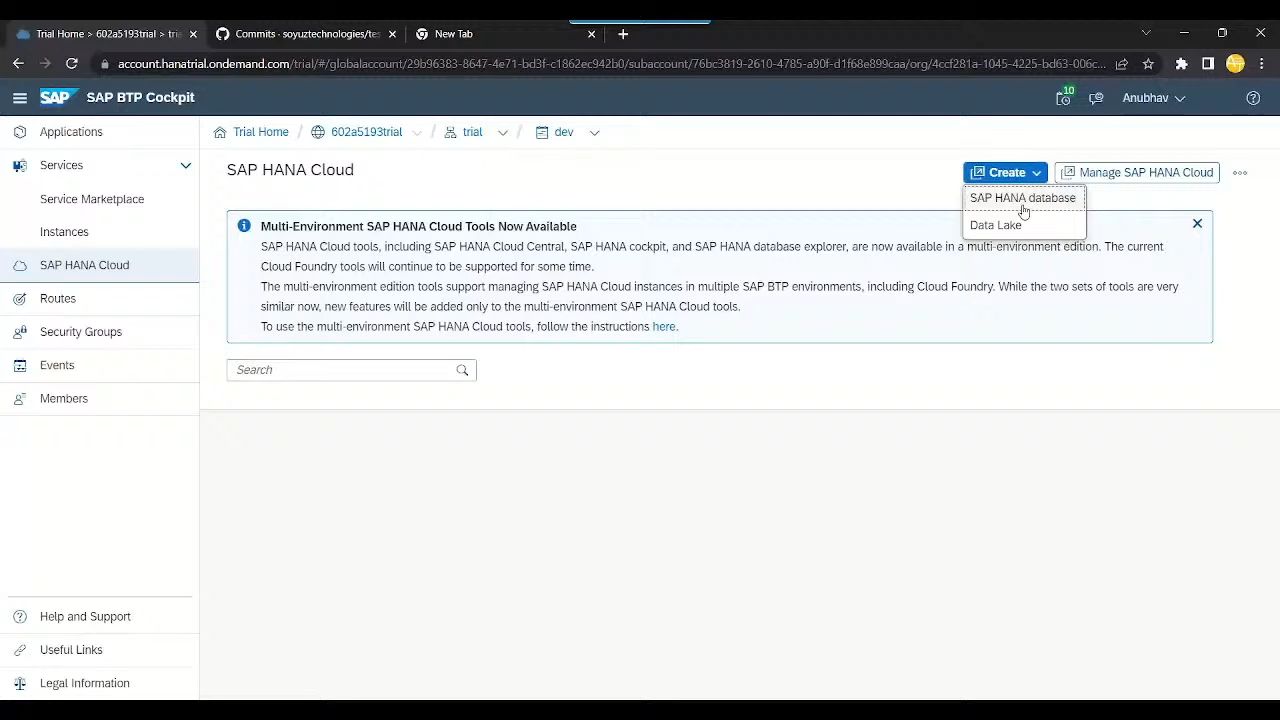 Trial Home > 602a5193trial > tria
Commits · soyuztechnologies/tes
New Tab
account.hanatrial.ondemand.com/trial/#/globalaccount/29b96383-8647-4e71-bd3f-c1862ec942b0/subaccount/76bc3819-2610-4785-a90f-d1f68e899caa/org/4ccf281a-1045-4225-bd63-006c...
SAP SAP BTP Cockpit
10
Anubhav
Applications
Services
Service Marketplace
Instances
SAP HANA Cloud
Routes
Security Groups
Events
Members
Help and Support
Useful Links
Legal Information
Trial Home / 602a5193trial / trial / dev
SAP HANA Cloud
Create
Manage SAP HANA Cloud
SAP HANA database
Data Lake
Multi-Environment SAP HANA Cloud Tools Now Available
SAP HANA Cloud tools, including SAP HANA Cloud Central, SAP HANA cockpit, and SAP HANA database explorer, are now available in a multi-environment edition. The current
Cloud Foundry tools will continue to be supported for some time.
The multi-environment edition tools support managing SAP HANA Cloud instances in multiple SAP BTP environments, including Cloud Foundry. While the two sets of tools are very
similar now, new features will be added only to the multi-environment SAP HANA Cloud tools.
To use the multi-environment SAP HANA Cloud tools, follow the instructions here.
Search